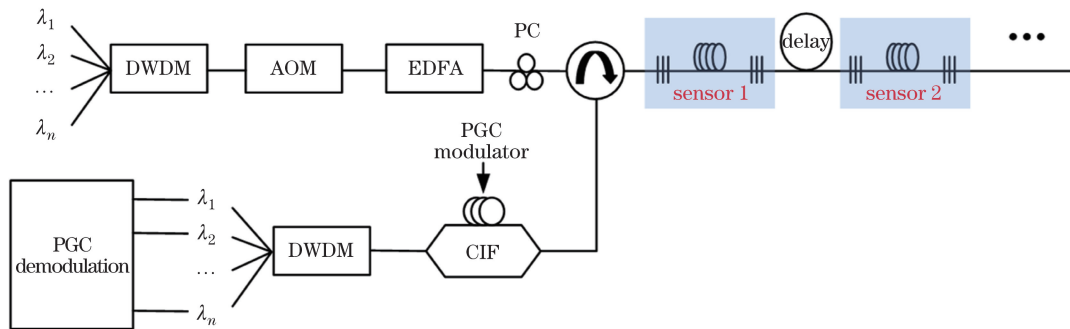 λ1
λ2
...
λn
DWDM
AOM
EDFA
PC
sensor 1
delay
sensor 2
...
PGC
modulator
PGC
demodulation
λ1
λ2
...
λn
DWDM
CIF